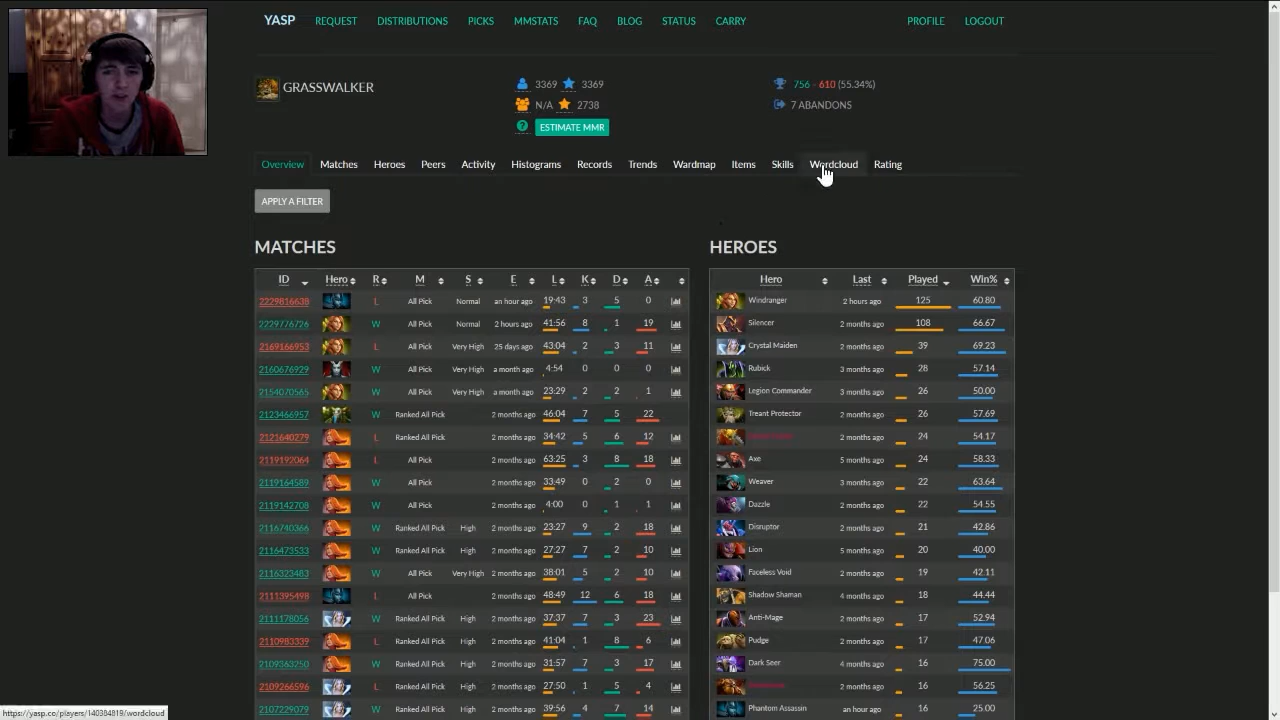 YASP REQUEST DISTRIBUTIONS PICKS MMSTATS FAQ BLOG STATUS CARRY PROFILE LOGOUT
GRASSWALKER 3369 3369 756 - 610 (55.34%)
N/A 2738 7 ABANDONS
ESTIMATE MMR
Overview Matches Heroes Peers Activity Histograms Records Trends Wardmap Items Skills Wordcloud Rating
APPLY A FILTER
MATCHES
ID Hero R M S E L K D A
2229816638 L All Pick Normal an hour ago 19:43 3 5 0
2229776726 W All Pick Normal 2 hours ago 41:56 8 1 19
2169166953 L All Pick Very High 25 days ago 43:04 2 3 11
2160676929 W All Pick Very High a month ago 4:54 0 0 0
2154070565 W All Pick Very High a month ago 23:29 2 2 1
2123466957 W Ranked All Pick 2 months ago 46:04 7 5 22
2121640279 L Ranked All Pick 2 months ago 34:42 5 6 12
2119192064 L All Pick 2 months ago 63:25 3 8 18
2119164589 W All Pick 2 months ago 33:49 2 2 0
2119142708 W All Pick 2 months ago 4:00 0 1 1
2116740366 W Ranked All Pick High 2 months ago 23:27 9 2 18
2116473533 W Ranked All Pick High 2 months ago 27:27 7 2 10
2116323483 W All Pick Very High 2 months ago 38:01 5 2 10
2111395498 L All Pick 2 months ago 48:49 12 6 18
2111178056 W Ranked All Pick High 2 months ago 37:37 7 3 23
2110983339 L Ranked All Pick High 2 months ago 41:04 1 8 6
2109363250 W Ranked All Pick High 2 months ago 31:57 7 3 17
2109266596 L Ranked All Pick High 2 months ago 27:50 1 5 4
2107229079 W Ranked All Pick High 2 months ago 39:56 4 7 14
HEROES
Hero Last Played Win%
Windranger 2 hours ago 125 60.80
Silencer 2 months ago 108 66.67
Crystal Maiden 2 months ago 39 69.23
Rubick 3 months ago 28 57.14
Legion Commander 3 months ago 26 50.00
Treant Protector 2 months ago 26 57.69
2 months ago 24 54.17
Axe 5 months ago 24 58.33
Weaver 3 months ago 22 63.64
Dazzle 2 months ago 22 54.55
Disruptor 2 months ago 21 42.86
Lion 5 months ago 20 40.00
Faceless Void 2 months ago 19 42.11
Shadow Shaman 4 months ago 18 44.44
Anti-Mage 2 months ago 17 52.94
Pudge 2 months ago 17 47.06
Dark Seer 4 months ago 16 75.00
2 months ago 16 56.25
Phantom Assassin an hour ago 16 25.00
https://yasp.co/players/140384819/wordcloud